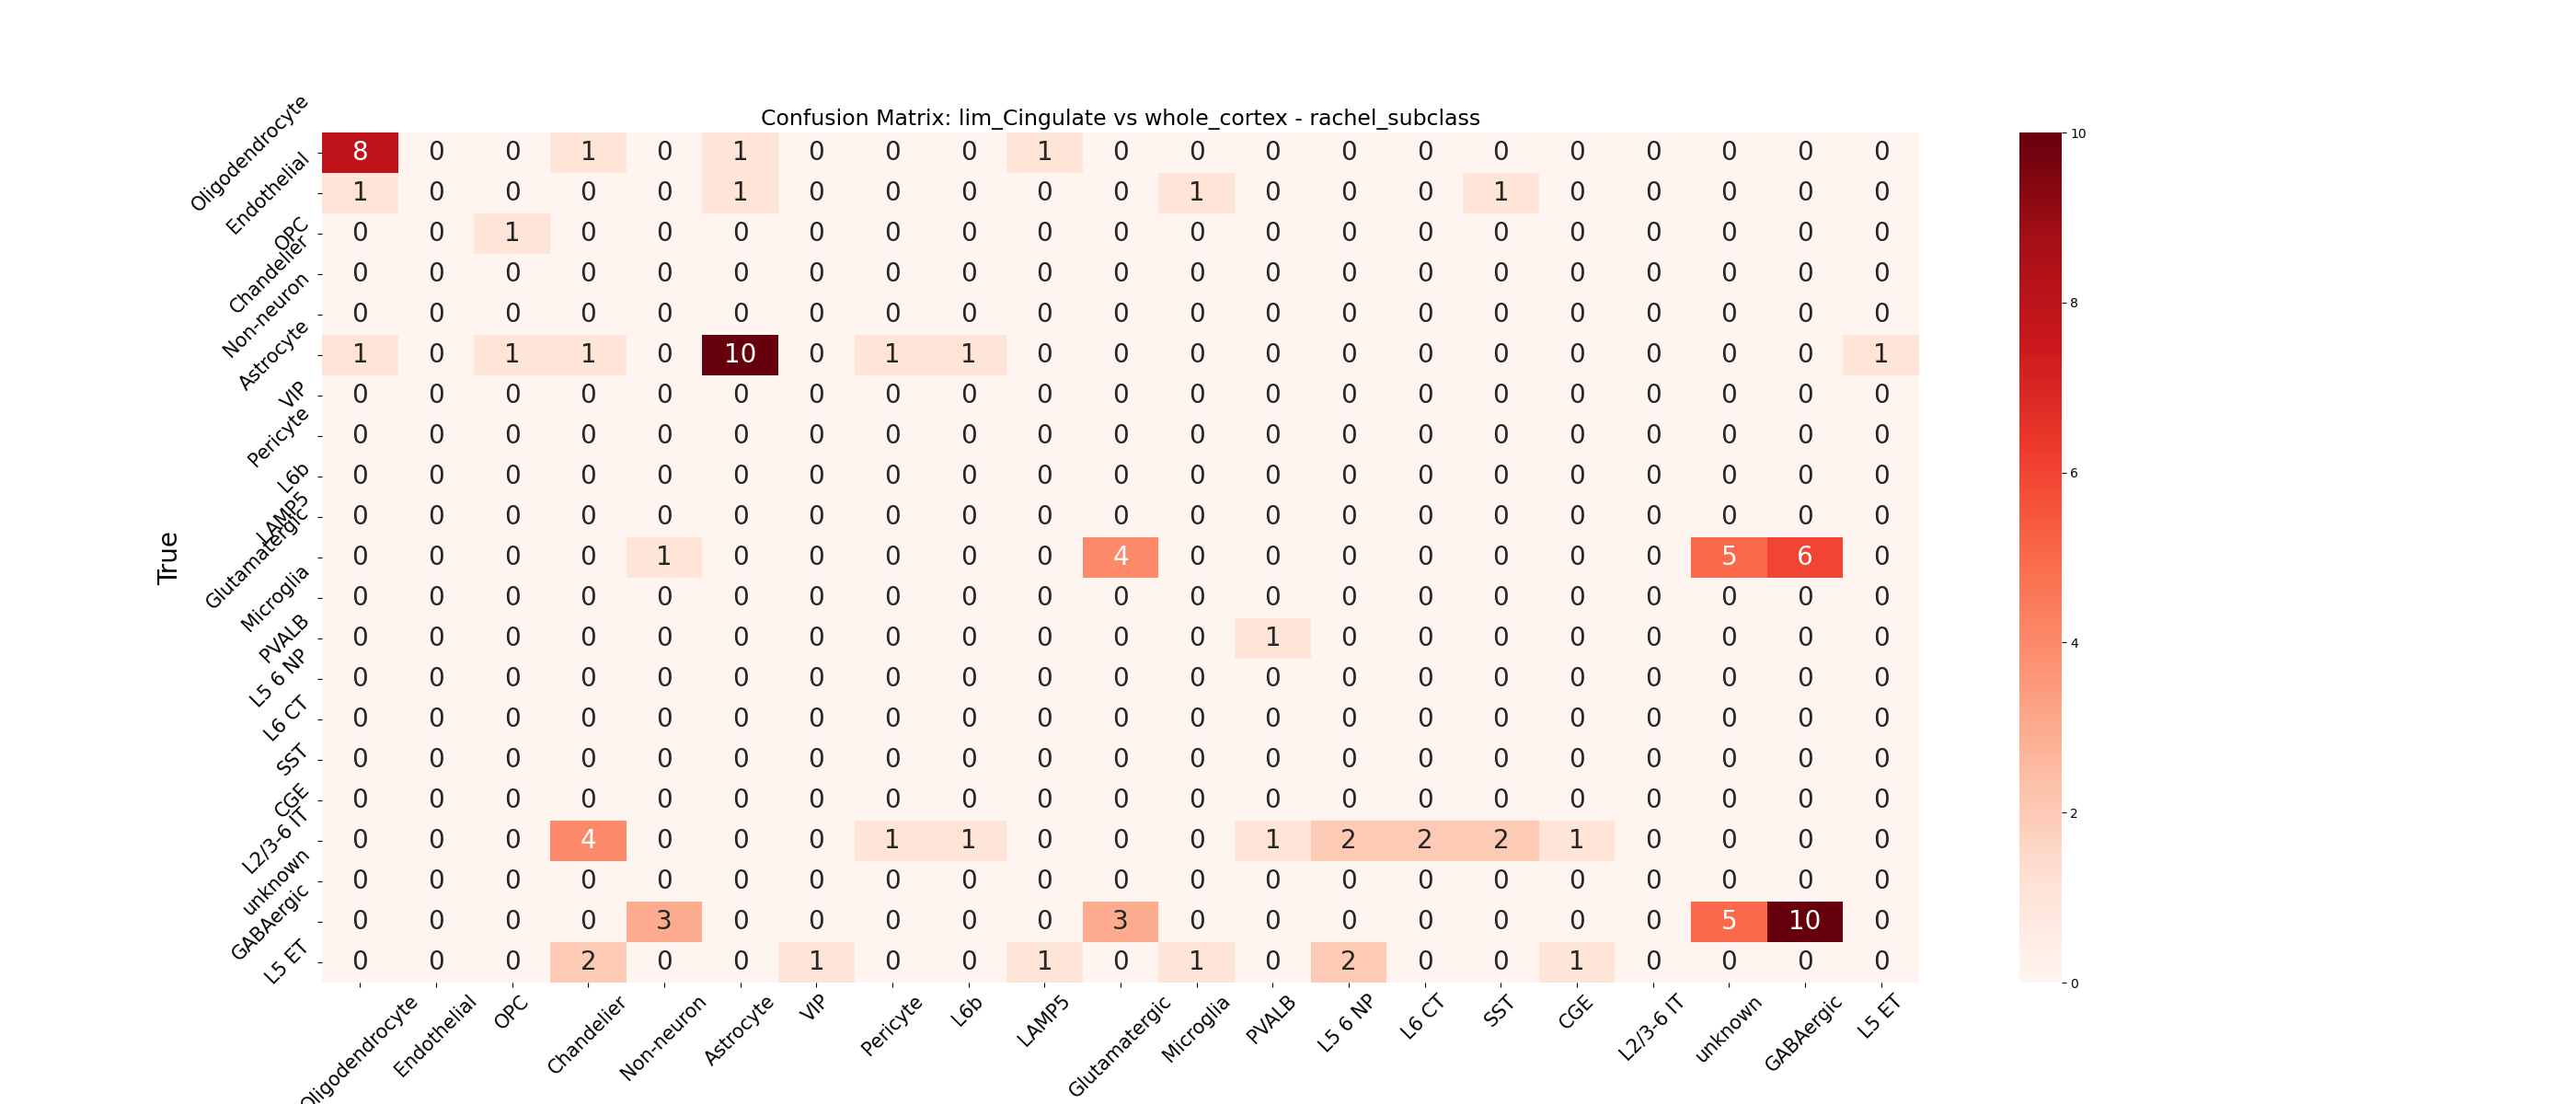 Confusion Matrix: lim_Cingulate vs whole_cortex - rachel_subclass
True
Oligodendrocyte 8 0 0 1 0 1 0 0 0 1 0 0 0 0 0 0 0 0 0 0 0
Endothelial 1 0 0 0 0 1 0 0 0 0 0 1 0 0 0 1 0 0 0 0 0
OPC 0 0 1 0 0 0 0 0 0 0 0 0 0 0 0 0 0 0 0 0 0
Chandelier 0 0 0 0 0 0 0 0 0 0 0 0 0 0 0 0 0 0 0 0 0
Non-neuron 0 0 0 0 0 0 0 0 0 0 0 0 0 0 0 0 0 0 0 0 0
Astrocyte 1 0 1 1 0 10 0 1 1 0 0 0 0 0 0 0 0 0 0 0 1
VIP 0 0 0 0 0 0 0 0 0 0 0 0 0 0 0 0 0 0 0 0 0
Pericyte 0 0 0 0 0 0 0 0 0 0 0 0 0 0 0 0 0 0 0 0 0
L6b 0 0 0 0 0 0 0 0 0 0 0 0 0 0 0 0 0 0 0 0 0
LAMP5 0 0 0 0 0 0 0 0 0 0 0 0 0 0 0 0 0 0 0 0 0
Glutamatergic 0 0 0 0 1 0 0 0 0 0 4 0 0 0 0 0 0 0 5 6 0
Microglia 0 0 0 0 0 0 0 0 0 0 0 0 0 0 0 0 0 0 0 0 0
PVALB 0 0 0 0 0 0 0 0 0 0 0 0 1 0 0 0 0 0 0 0 0
L5 6 NP 0 0 0 0 0 0 0 0 0 0 0 0 0 0 0 0 0 0 0 0 0
L6 CT 0 0 0 0 0 0 0 0 0 0 0 0 0 0 0 0 0 0 0 0 0
SST 0 0 0 0 0 0 0 0 0 0 0 0 0 0 0 0 0 0 0 0 0
CGE 0 0 0 0 0 0 0 0 0 0 0 0 0 0 0 0 0 0 0 0 0
L2/3-6 IT 0 0 0 4 0 0 0 1 1 0 0 0 1 2 2 2 1 0 0 0 0
unknown 0 0 0 0 0 0 0 0 0 0 0 0 0 0 0 0 0 0 0 0 0
GABAergic 0 0 0 0 3 0 0 0 0 0 3 0 0 0 0 0 0 0 5 10 0
L5 ET 0 0 0 2 0 0 1 0 0 1 0 1 0 2 0 0 1 0 0 0 0
Oligodendrocyte Endothelial OPC Chandelier Non-neuron Astrocyte VIP Pericyte L6b LAMP5 Glutamatergic Microglia PVALB L5 6 NP L6 CT SST CGE L2/3-6 IT unknown GABAergic L5 ET
10
8
6
4
2
0